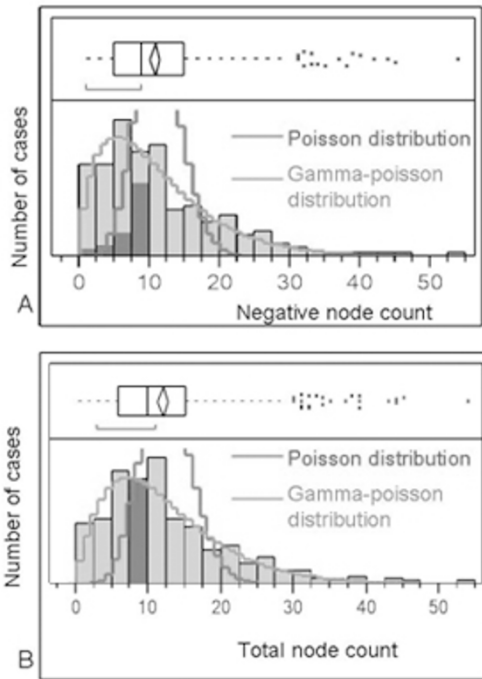 Number of cases
Poisson distribution
Gamma-poisson
distribution
0 10 20 30 40 50
Negative node count
A
Number of cases
Poisson distribution
Gamma-poisson
distribution
0 10 20 30 40 50
Total node count
B